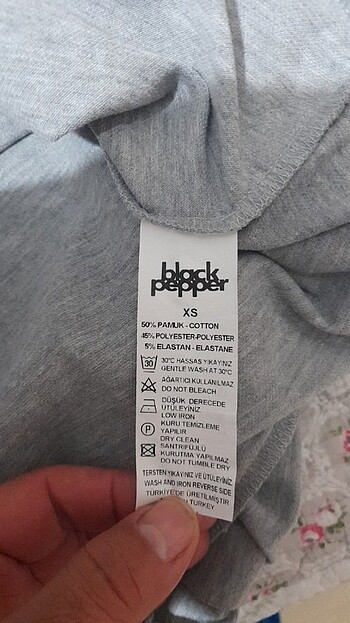 black
pepper
XS
50% PAMUK - COTTON
45% POLYESTER-POLYESTER
5% ELASTAN - ELASTANE
30
30°C HASSAS YIKAYINIZ
GENTLE WASH AT 30°C
AĞARTICI KULLANILMAZ
DO NOT BLEACH
DÜŞÜK DERECEDE
ÜTÜLEYİNİZ
LOW IRON
P
KURU TEMİZLEME
YAPILIR
DRY CLEAN
SANTRİFÜJLÜ
KURUTMA YAPILMAZ
DO NOT TUMBLE DRY
TERSTEN YIKAYINIZ VE ÜTÜLEYİNİZ
WASH AND IRON REVERSE SIDE
TÜRKİYE'DE ÜRETİLMİŞTİR
TURKEY